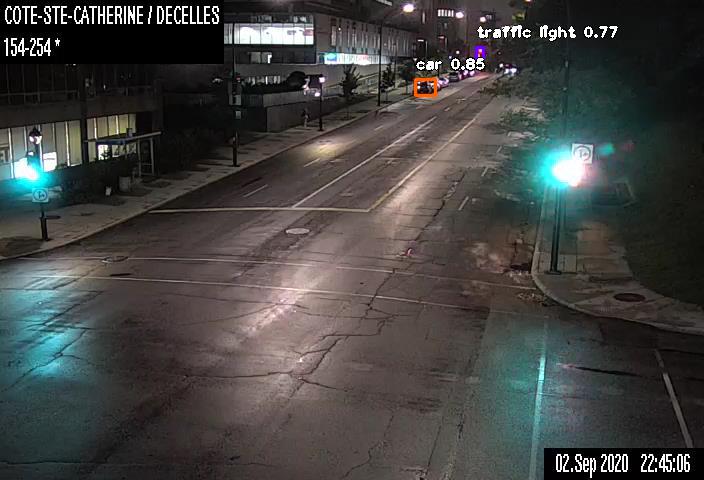 COTE-STE-CATHERINE / DECELLES
154-254 *
traffic light 0.77
car 0.85
02.Sep 2020 22:45:06